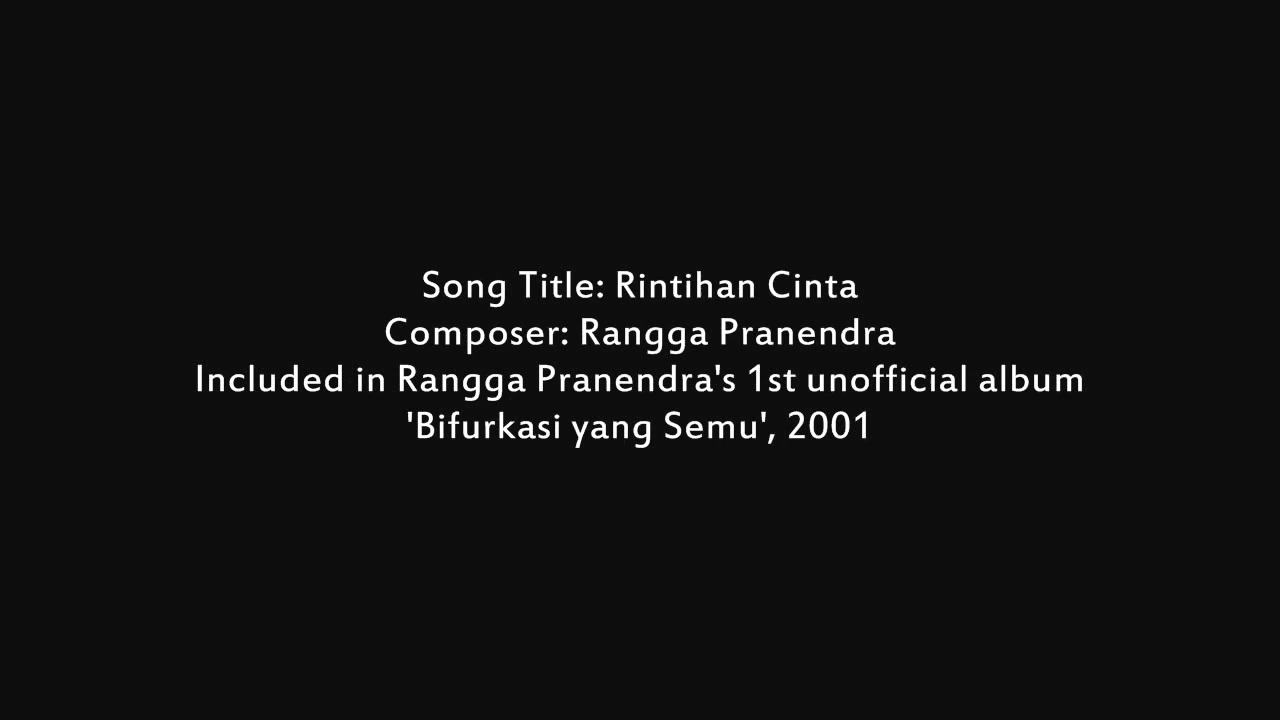 Song Title: Rintihan Cinta
Composer: Rangga Pranendra
Included in Rangga Pranendra's 1st unofficial album
'Bifurkasi yang Semu', 2001